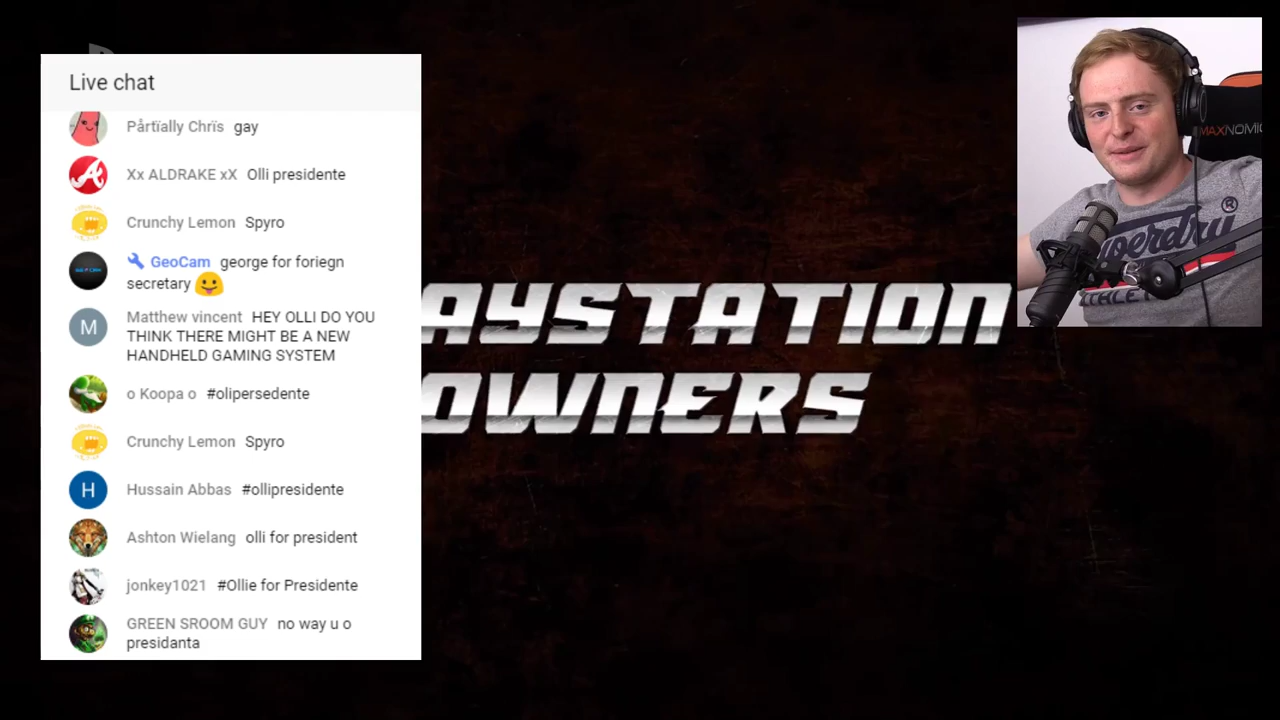 Live chat
Pårtïally Chrïs gay
Xx ALDRAKE xX Olli presidente
Crunchy Lemon Spyro
GeoCam george for foriegn
secretary
M
Matthew vincent HEY OLLI DO YOU
THINK THERE MIGHT BE A NEW
HANDHELD GAMING SYSTEM
o Koopa o #olipersedente
Crunchy Lemon Spyro
H
Hussain Abbas #ollipresidente
Ashton Wielang olli for president
jonkey1021 #Ollie for Presidente
GREEN SROOM GUY no way u o
presidanta
AYSTATION
OWNERS
MAXNOMIC
perdry®
THLET